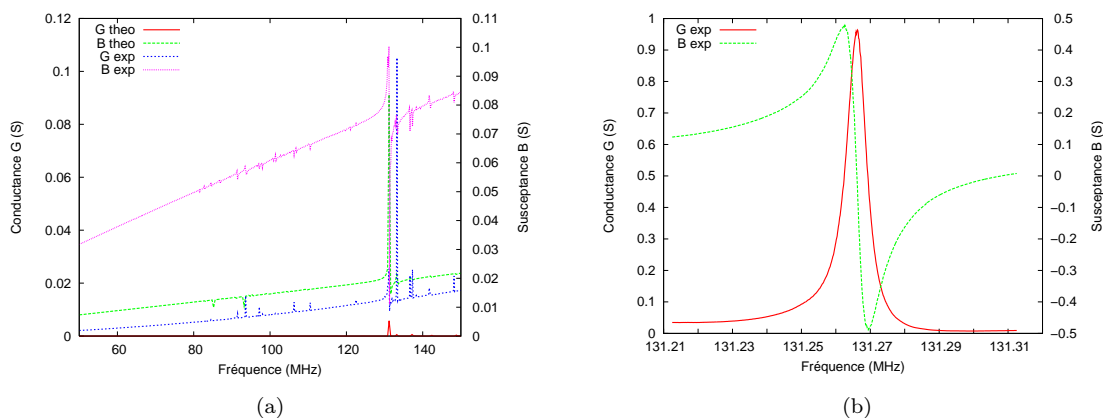 G theo
B theo
G exp
B exp
0.12
0.1
0.08
0.06
0.04
0.02
0
Conductance G (S)
0.11
0.1
0.09
0.08
0.07
0.06
0.05
0.04
0.03
0.02
0.01
0
Susceptance B (S)
60 80 100 120 140
Fréquence (MHz)
(a)
G exp
B exp
1
0.9
0.8
0.7
0.6
0.5
0.4
0.3
0.2
0.1
0
Conductance G (S)
0.5
0.4
0.3
0.2
0.1
0
−0.1
−0.2
−0.3
−0.4
−0.5
Susceptance B (S)
131.21 131.23 131.25 131.27 131.29 131.31
Fréquence (MHz)
(b)